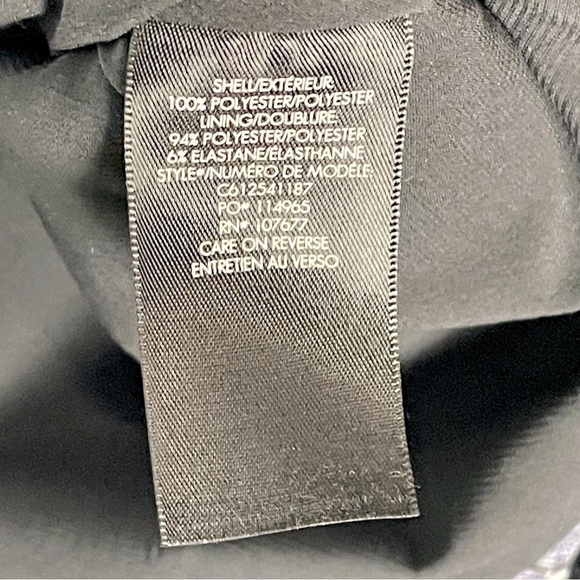 SHELL/EXTÉRIEUR:
100% POLYESTER/POLYESTER
LINING/DOUBLURE:
94% POLYESTER/POLYESTER
6% ELASTANE/ÉLASTHANNE
STYLE#/NUMÉRO DE MODÈLE:
C612541187
PO# 114965
RN# 107677
CARE ON REVERSE
ENTRETIEN AU VERSO